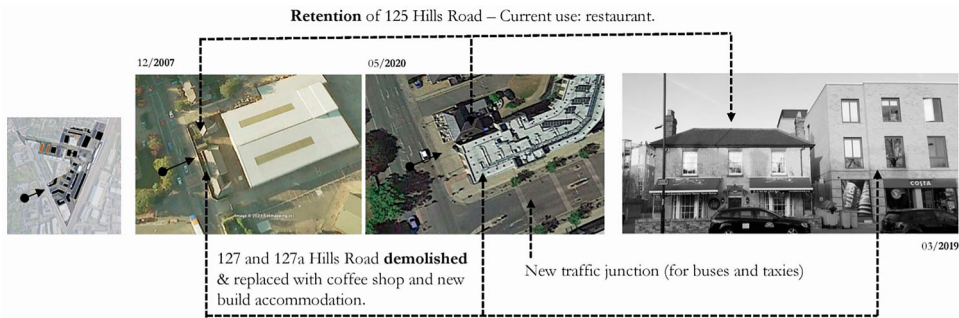 Retention of 125 Hills Road – Current use: restaurant.
12/2007
05/2020
COSTA
03/2019
127 and 127a Hills Road demolished
& replaced with coffee shop and new
build accommodation.
New traffic junction (for buses and taxies)